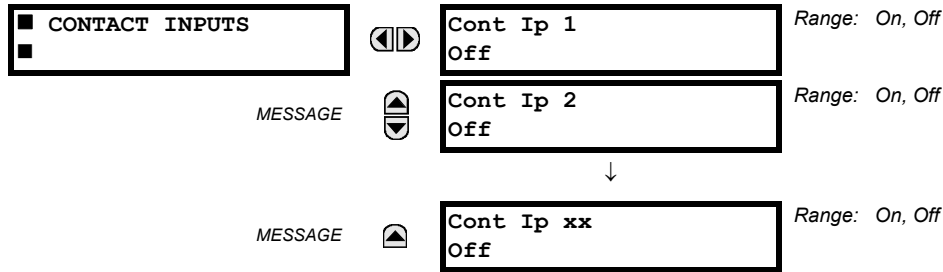 ■ CONTACT INPUTS
■
Cont Ip 1
Off
Range: On, Off
MESSAGE
Cont Ip 2
Off
Range: On, Off
↓
MESSAGE
Cont Ip xx
Off
Range: On, Off